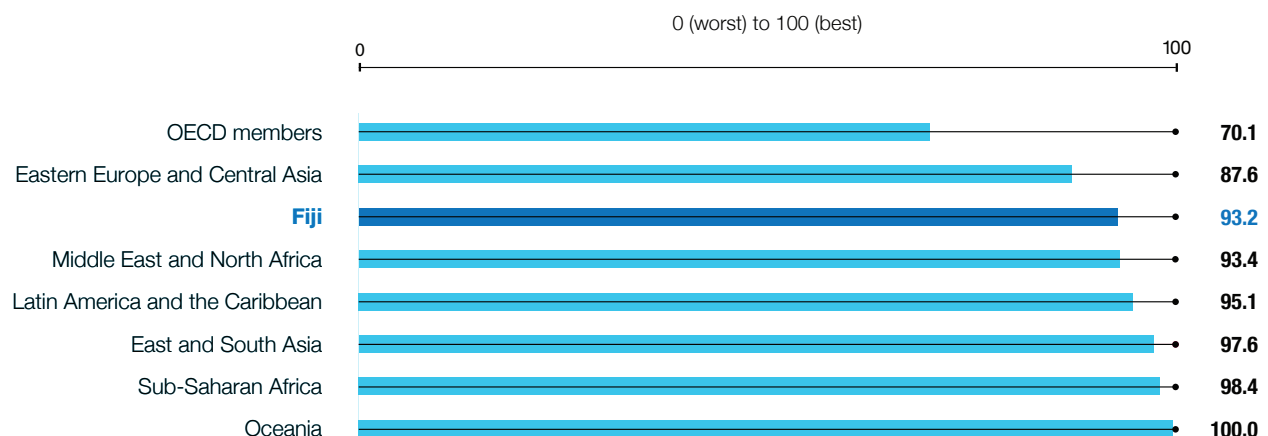 0 (worst) to 100 (best)
0 100
OECD members 70.1
Eastern Europe and Central Asia 87.6
Fiji 93.2
Middle East and North Africa 93.4
Latin America and the Caribbean 95.1
East and South Asia 97.6
Sub-Saharan Africa 98.4
Oceania 100.0